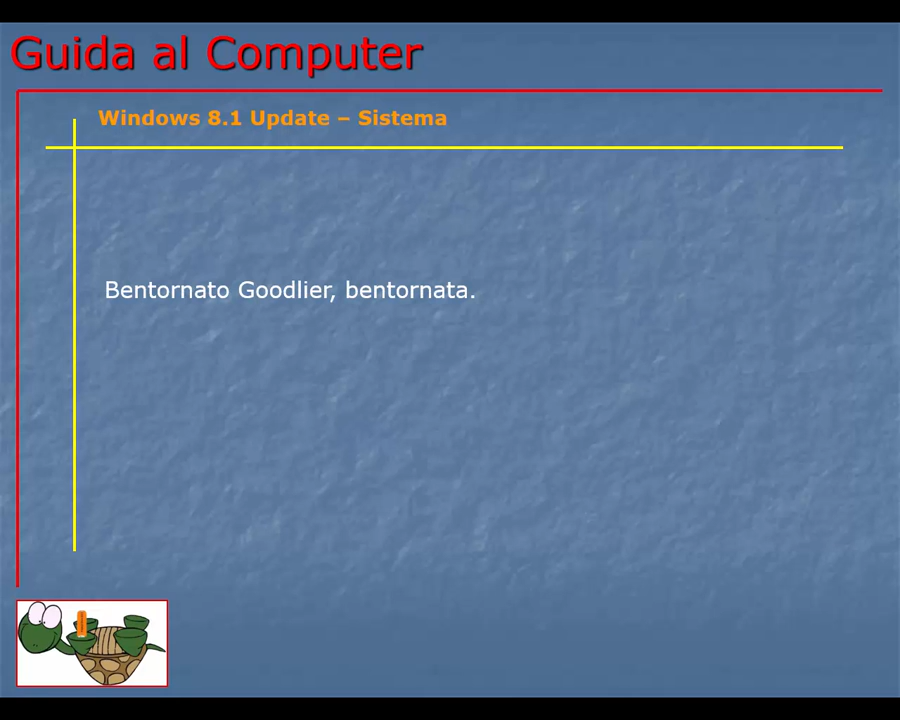 Guida al Computer
Windows 8.1 Update – Sistema
Bentornato Goodlier, bentornata.